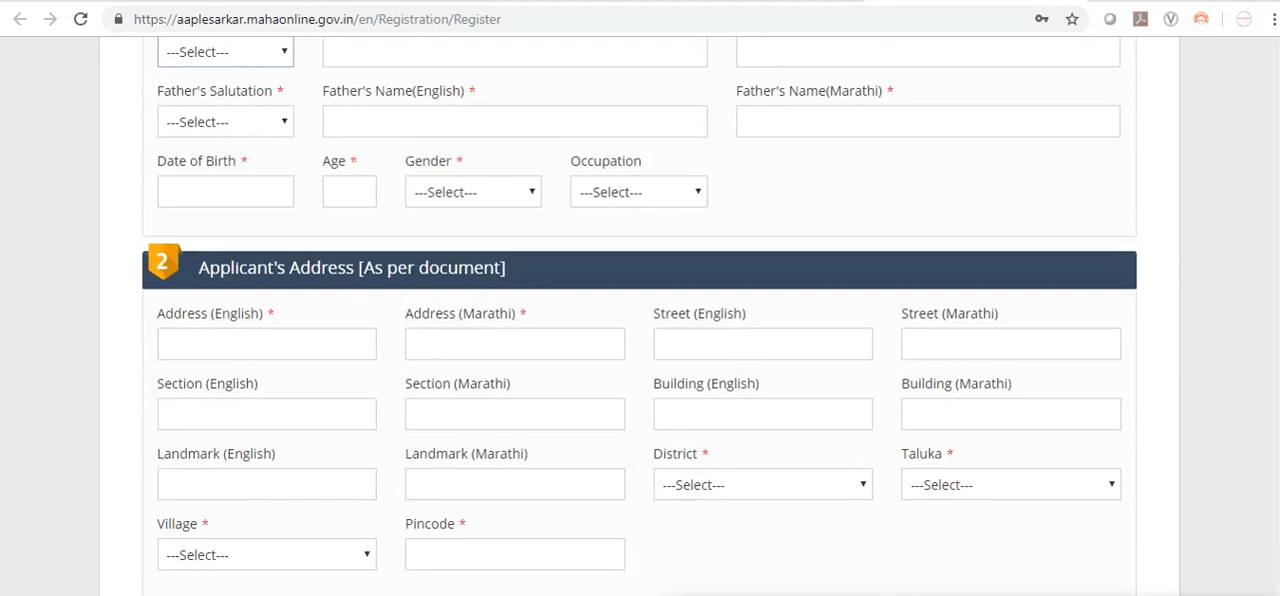 https://aaplesarkar.mahaonline.gov.in/en/Registration/Register
---Select---
Father's Salutation * Father's Name(English) * Father's Name(Marathi) *
---Select---
Date of Birth * Age * Gender * Occupation
---Select--- ---Select---
2 Applicant's Address [As per document]
Address (English) * Address (Marathi) * Street (English) Street (Marathi)
Section (English) Section (Marathi) Building (English) Building (Marathi)
Landmark (English) Landmark (Marathi) District * Taluka *
---Select--- ---Select---
Village * Pincode *
---Select---